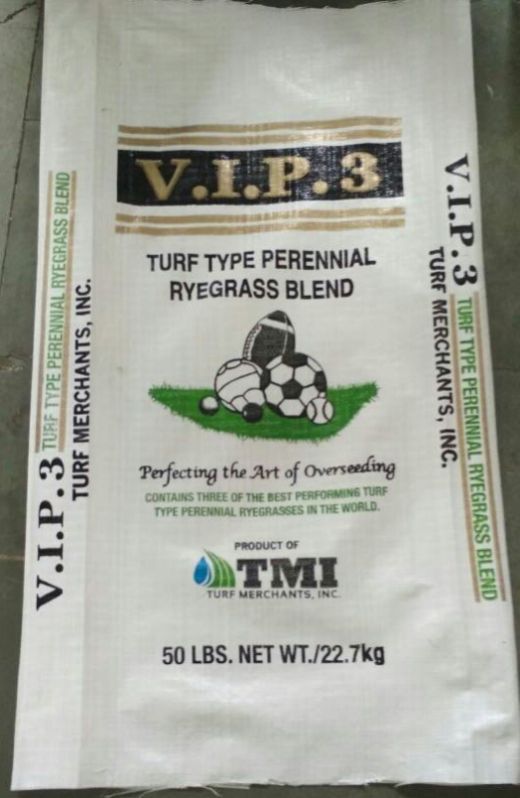 V.I.P.3
TURF TYPE PERENNIAL
RYEGRASS BLEND
Perfecting the Art of Overseeding
CONTAINS THREE OF THE BEST PERFORMING TURF
TYPE PERENNIAL RYEGRASSES IN THE WORLD.
PRODUCT OF
TMI
TURF MERCHANTS, INC.
50 LBS. NET WT./22.7kg
V.I.P.3 TURF TYPE PERENNIAL RYEGRASS BLEND
TURF MERCHANTS, INC.
V.I.P.3 TURF TYPE PERENNIAL RYEGRASS BLEND
TURF MERCHANTS, INC.